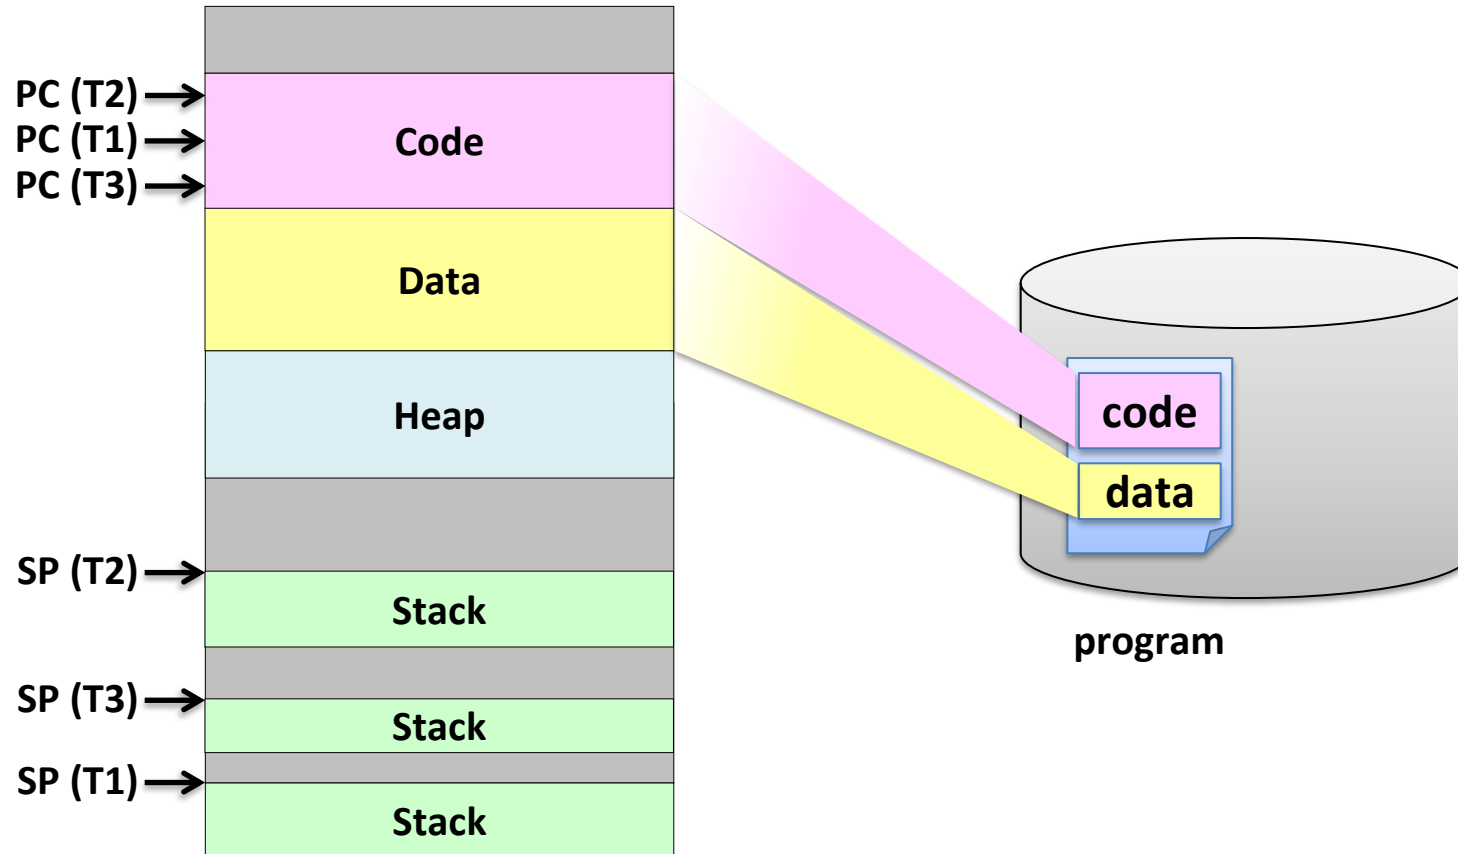 PC (T2)
PC (T1)
PC (T3)
Code
Data
Heap
SP (T2)
Stack
SP (T3)
Stack
SP (T1)
Stack
code
data
program